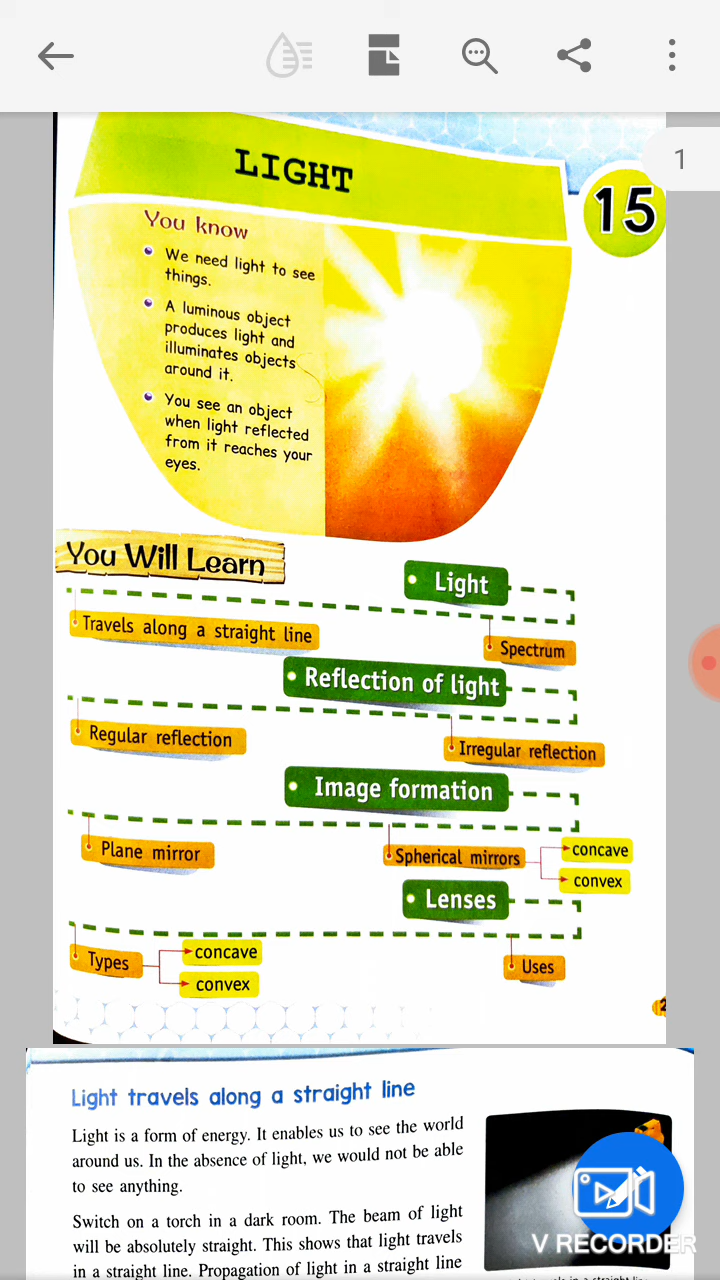 1
LIGHT
15
You know
We need light to see
things.
A luminous object
produces light and
illuminates objects
around it.
You see an object
when light reflected
from it reaches your
eyes.
You Will Learn
Light
Travels along a straight line
Spectrum
Reflection of light
Regular reflection
Irregular reflection
Image formation
Plane mirror
Spherical mirrors
concave
convex
Lenses
Types
concave
convex
Uses
Light travels along a straight line
Light is a form of energy. It enables us to see the world
around us. In the absence of light, we would not be able
to see anything.
Switch on a torch in a dark room. The beam of light
will be absolutely straight. This shows that light travels
in a straight line. Propagation of light in a straight line
V RECORDER